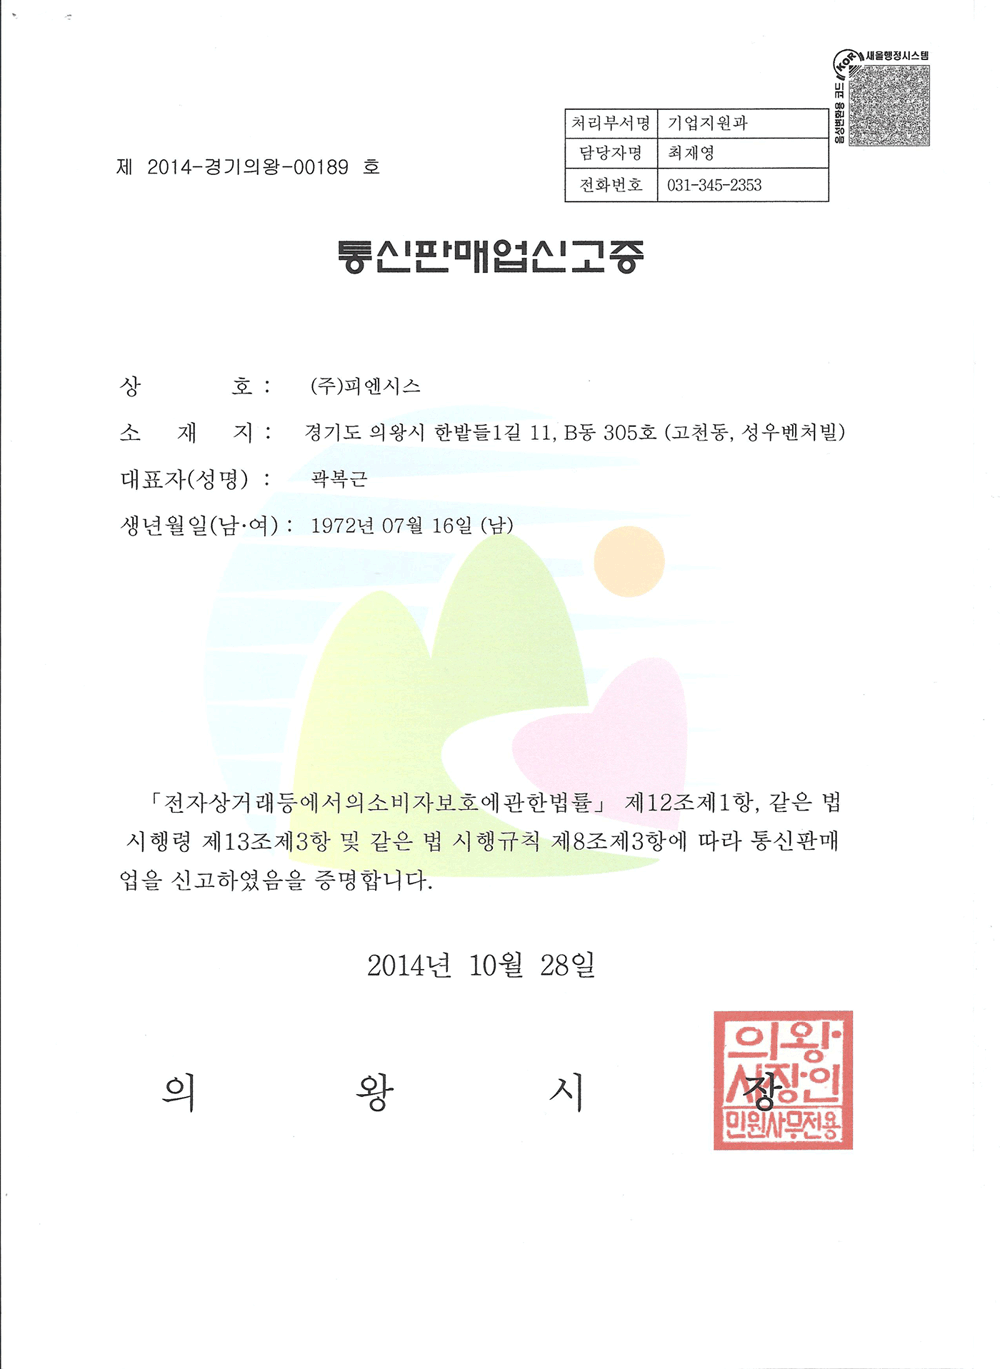 KOR 새올행정시스템
음성변환용 코드
처리부서명 기업지원과
담당자명 최재영
전화번호 031-345-2353
제 2014-경기의왕-00189 호
통신판매업신고증
상 호 : (주)피엔시스
소 재 지 : 경기도 의왕시 한밭들1길 11, B동 305호 (고천동, 성우벤처빌)
대표자(성명) : 곽복근
생년월일(남·여) : 1972년 07월 16일 (남)
「전자상거래등에서의소비자보호에관한법률」 제12조제1항, 같은 법
시행령 제13조제3항 및 같은 법 시행규칙 제8조제3항에 따라 통신판매
업을 신고하였음을 증명합니다.
2014년 10월 28일
의 왕 시 장
의왕
시장인
민원사무전용